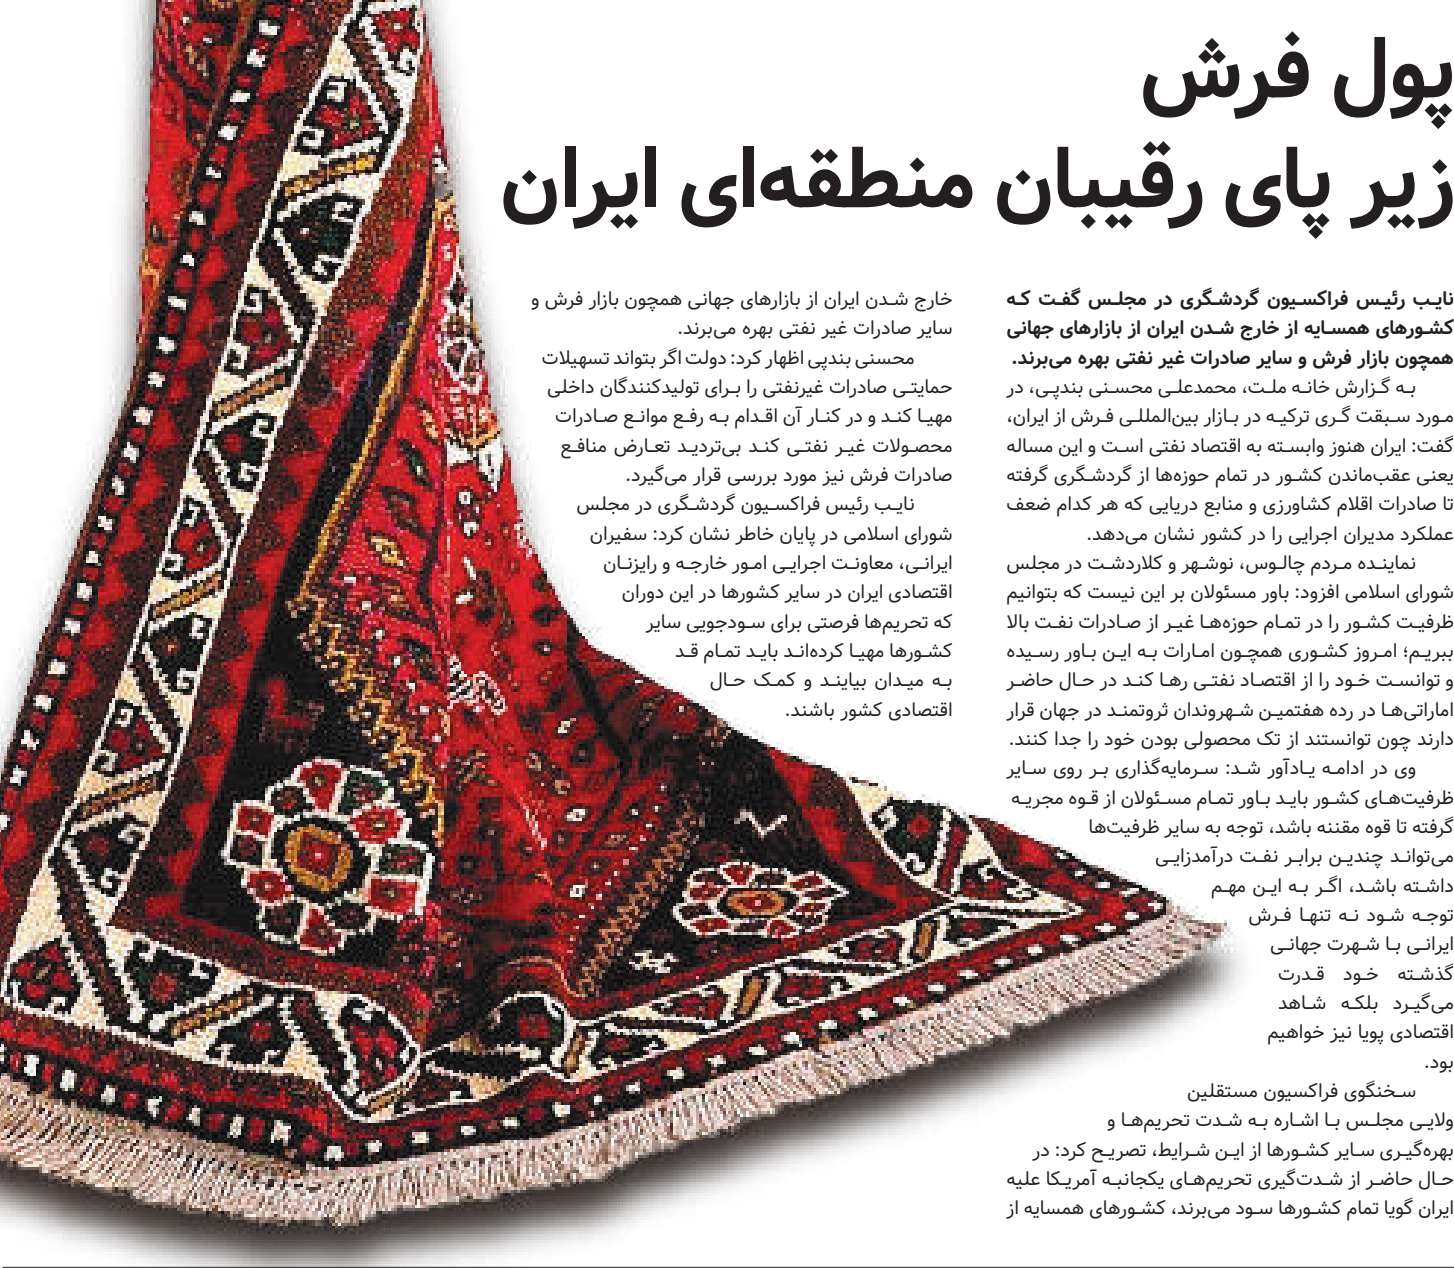 پول فرش
زیر پای رقیبان منطقه‌ای ایران
نایب رئیس فراکسیون گردشگری در مجلس گفت که
کشورهای همسایه از خارج شدن ایران از بازارهای جهانی
همچون بازار فرش و سایر صادرات غیر نفتی بهره می‌برند.
به گزارش خانه ملت، محمدعلی محسنی بندپی، در
مورد سبقت گری ترکیه در بازار بین‌المللی فرش از ایران،
گفت: ایران هنوز وابسته به اقتصاد نفتی است و این مساله
یعنی عقب‌ماندن کشور در تمام حوزه‌ها از گردشگری گرفته
تا صادرات اقلام کشاورزی و منابع دریایی که هر کدام ضعف
عملکرد مدیران اجرایی را در کشور نشان می‌دهد.
نماینده مردم چالوس، نوشهر و کلاردشت در مجلس
شورای اسلامی افزود: باور مسئولان بر این نیست که بتوانیم
ظرفیت کشور را در تمام حوزه‌ها غیر از صادرات نفت بالا
ببریم؛ امروز کشوری همچون امارات به این باور رسیده
و توانست خود را از اقتصاد نفتی رها کند در حال حاضر
اماراتی‌ها در رده هفتمین شهروندان ثروتمند در جهان قرار
دارند چون توانستند از تک محصولی بودن خود را جدا کنند.
وی در ادامه یادآور شد: سرمایه‌گذاری بر روی سایر
ظرفیت‌های کشور باید باور تمام مسئولان از قوه مجریه
گرفته تا قوه مقننه باشد، توجه به سایر ظرفیت‌ها
می‌تواند چندین برابر نفت درآمدزایی
داشته باشد، اگر به این مهم
توجه شود نه تنها فرش
ایرانی با شهرت جهانی
گذشته خود قدرت
می‌گیرد بلکه شاهد
اقتصادی پویا نیز خواهیم
بود.
سخنگوی فراکسیون مستقلین
ولایی مجلس با اشاره به شدت تحریم‌ها و
بهره‌گیری سایر کشورها از این شرایط، تصریح کرد: در
حال حاضر از شدت‌گیری تحریم‌های یکجانبه آمریکا علیه
ایران گویا تمام کشورها سود می‌برند، کشورهای همسایه از
خارج شدن ایران از بازارهای جهانی همچون بازار فرش و
سایر صادرات غیر نفتی بهره می‌برند.
محسنی بندپی اظهار کرد: دولت اگر بتواند تسهیلات
حمایتی صادرات غیرنفتی را برای تولیدکنندگان داخلی
مهیا کند و در کنار آن اقدام به رفع موانع صادرات
محصولات غیر نفتی کند بی‌تردید تعارض منافع
صادرات فرش نیز مورد بررسی قرار می‌گیرد.
نایب رئیس فراکسیون گردشگری در مجلس
شورای اسلامی در پایان خاطر نشان کرد: سفیران
ایرانی، معاونت اجرایی امور خارجه و رایزنان
اقتصادی ایران در سایر کشورها در این دوران
که تحریم‌ها فرصتی برای سودجویی سایر
کشورها مهیا کرده‌اند باید تمام قد
به میدان بیایند و کمک حال
اقتصادی کشور باشند.